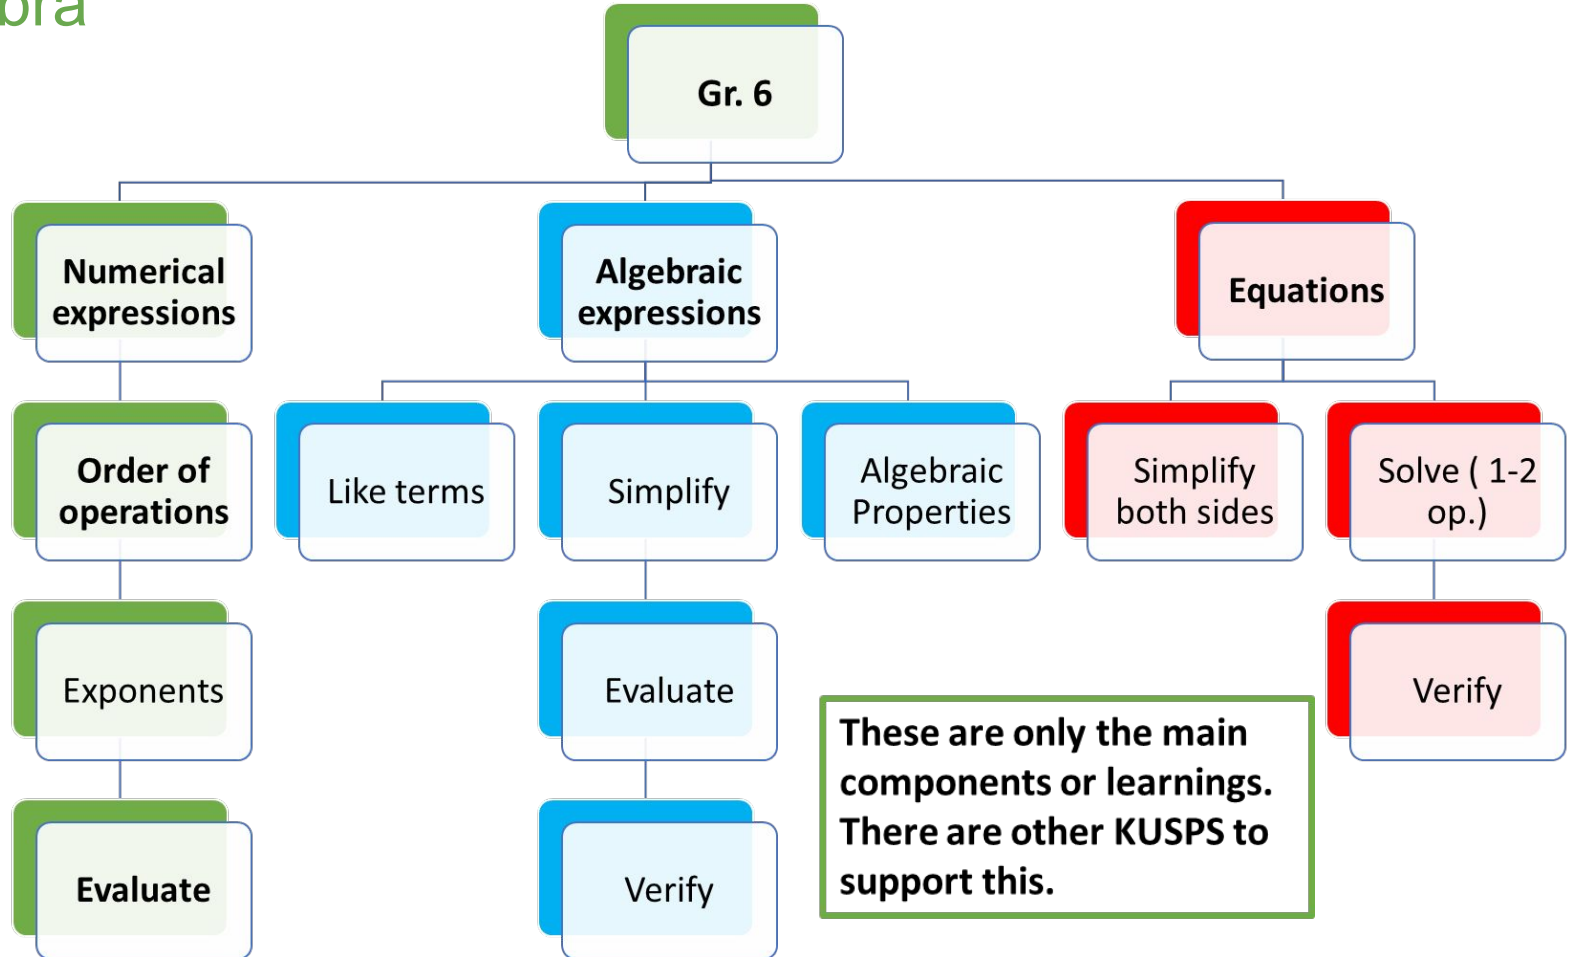 bra
Gr. 6
Numerical
expressions
Algebraic
expressions
Equations
Order of
operations
Like terms
Simplify
Algebraic
Properties
Simplify
both sides
Solve ( 1-2
op.)
Exponents
Evaluate
Verify
These are only the main
components or learnings.
There are other KUSPS to
support this.
Evaluate
Verify